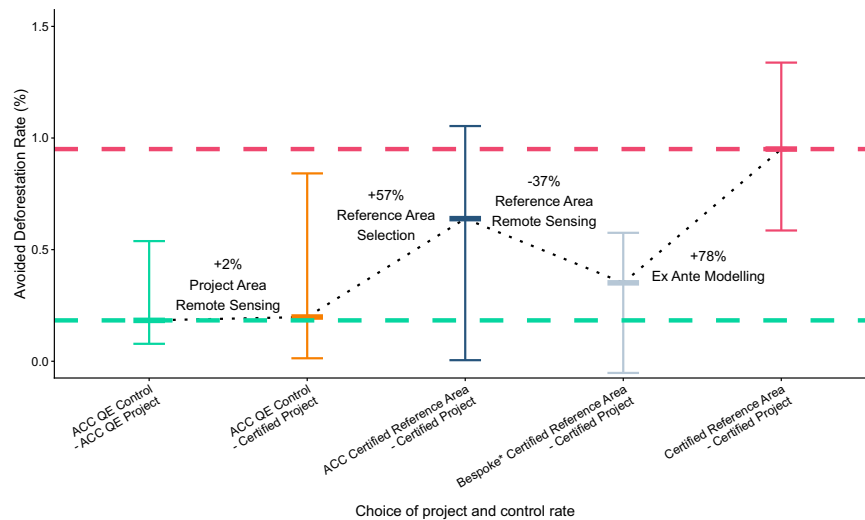 1.5
1.0
0.5
0.0
Avoided Deforestation Rate (%)
+2%
Project Area
Remote Sensing
+57%
Reference Area
Selection
-37%
Reference Area
Remote Sensing
+78%
Ex Ante Modelling
ACC QE Control
- ACC QE Project
ACC QE Control
- Certified Project
ACC Certified Reference Area
- Certified Project
Bespoke* Certified Reference Area
- Certified Project
Certified Reference Area
- Certified Project
Choice of project and control rate